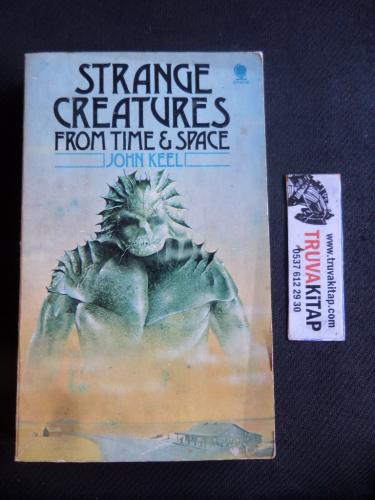 STRANGE
CREATURES
FROM TIME & SPACE
JOHN KEEL
www.truvakitap.com
TRUVAKiTAP
0537 612 29 30